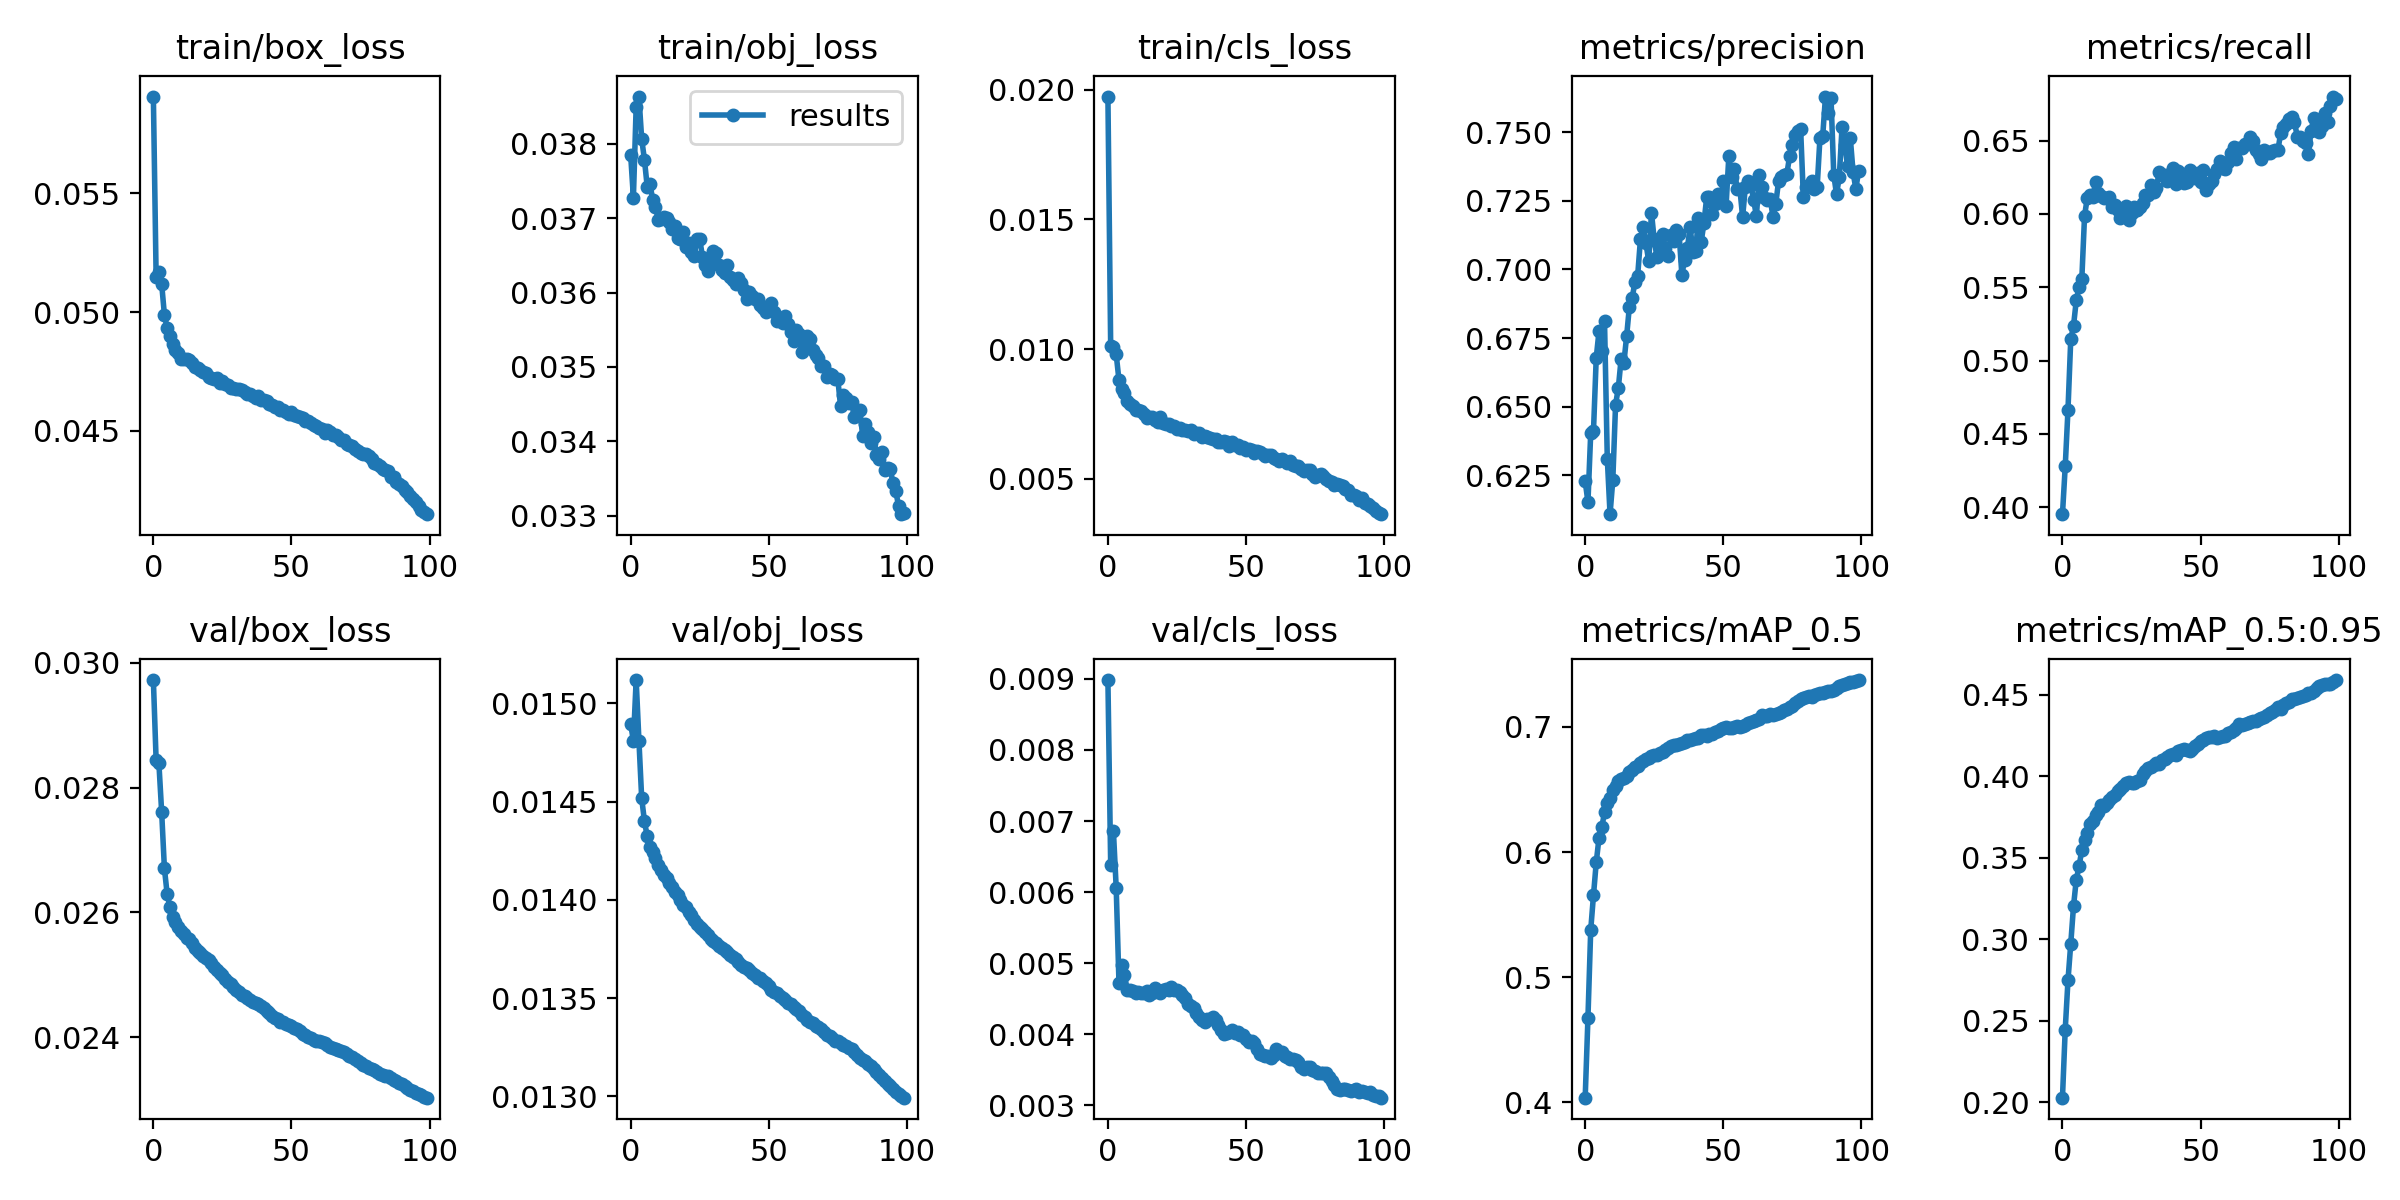 train/box_loss
0.055
0.050
0.045
0 50 100
train/obj_loss
results
0.038
0.037
0.036
0.035
0.034
0.033
0 50 100
train/cls_loss
0.020
0.015
0.010
0.005
0 50 100
metrics/precision
0.750
0.725
0.700
0.675
0.650
0.625
0 50 100
metrics/recall
0.65
0.60
0.55
0.50
0.45
0.40
0 50 100
val/box_loss
0.030
0.028
0.026
0.024
0 50 100
val/obj_loss
0.0150
0.0145
0.0140
0.0135
0.0130
0 50 100
val/cls_loss
0.009
0.008
0.007
0.006
0.005
0.004
0.003
0 50 100
metrics/mAP_0.5
0.7
0.6
0.5
0.4
0 50 100
metrics/mAP_0.5:0.95
0.45
0.40
0.35
0.30
0.25
0.20
0 50 100